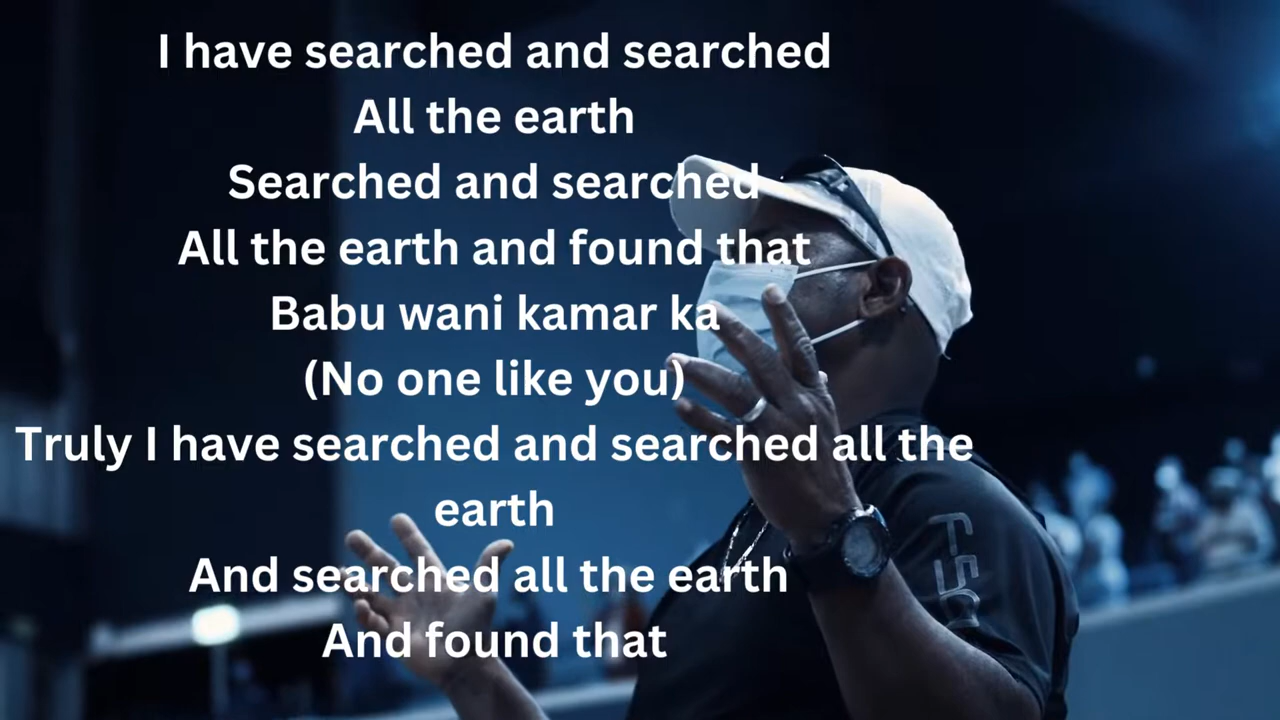 I have searched and searched
All the earth
Searched and searched
All the earth and found that
Babu wani kamar ka
(No one like you)
Truly I have searched and searched all the
earth
And searched all the earth
And found that